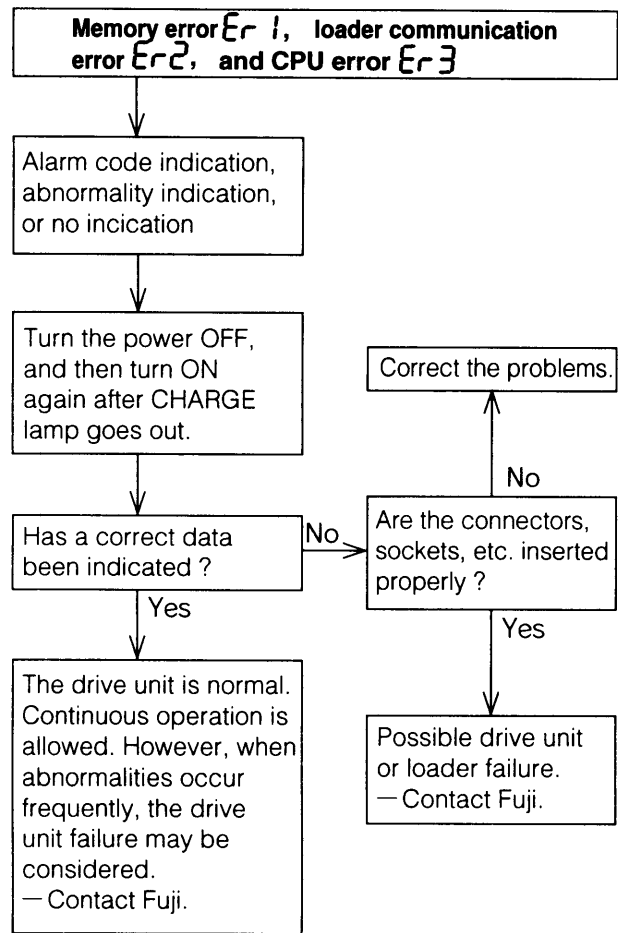 Memory error Er1, loader communication
error Er2, and CPU error Er3
Alarm code indication,
abnormality indication,
or no incication
Turn the power OFF,
and then turn ON
again after CHARGE
lamp goes out.
Correct the problems.
No
Has a correct data
been indicated ?
No
Are the connectors,
sockets, etc. inserted
properly ?
Yes
Yes
The drive unit is normal.
Continuous operation is
allowed. However, when
abnormalities occur
frequently, the drive
unit failure may be
considered.
—Contact Fuji.
Possible drive unit
or loader failure.
—Contact Fuji.